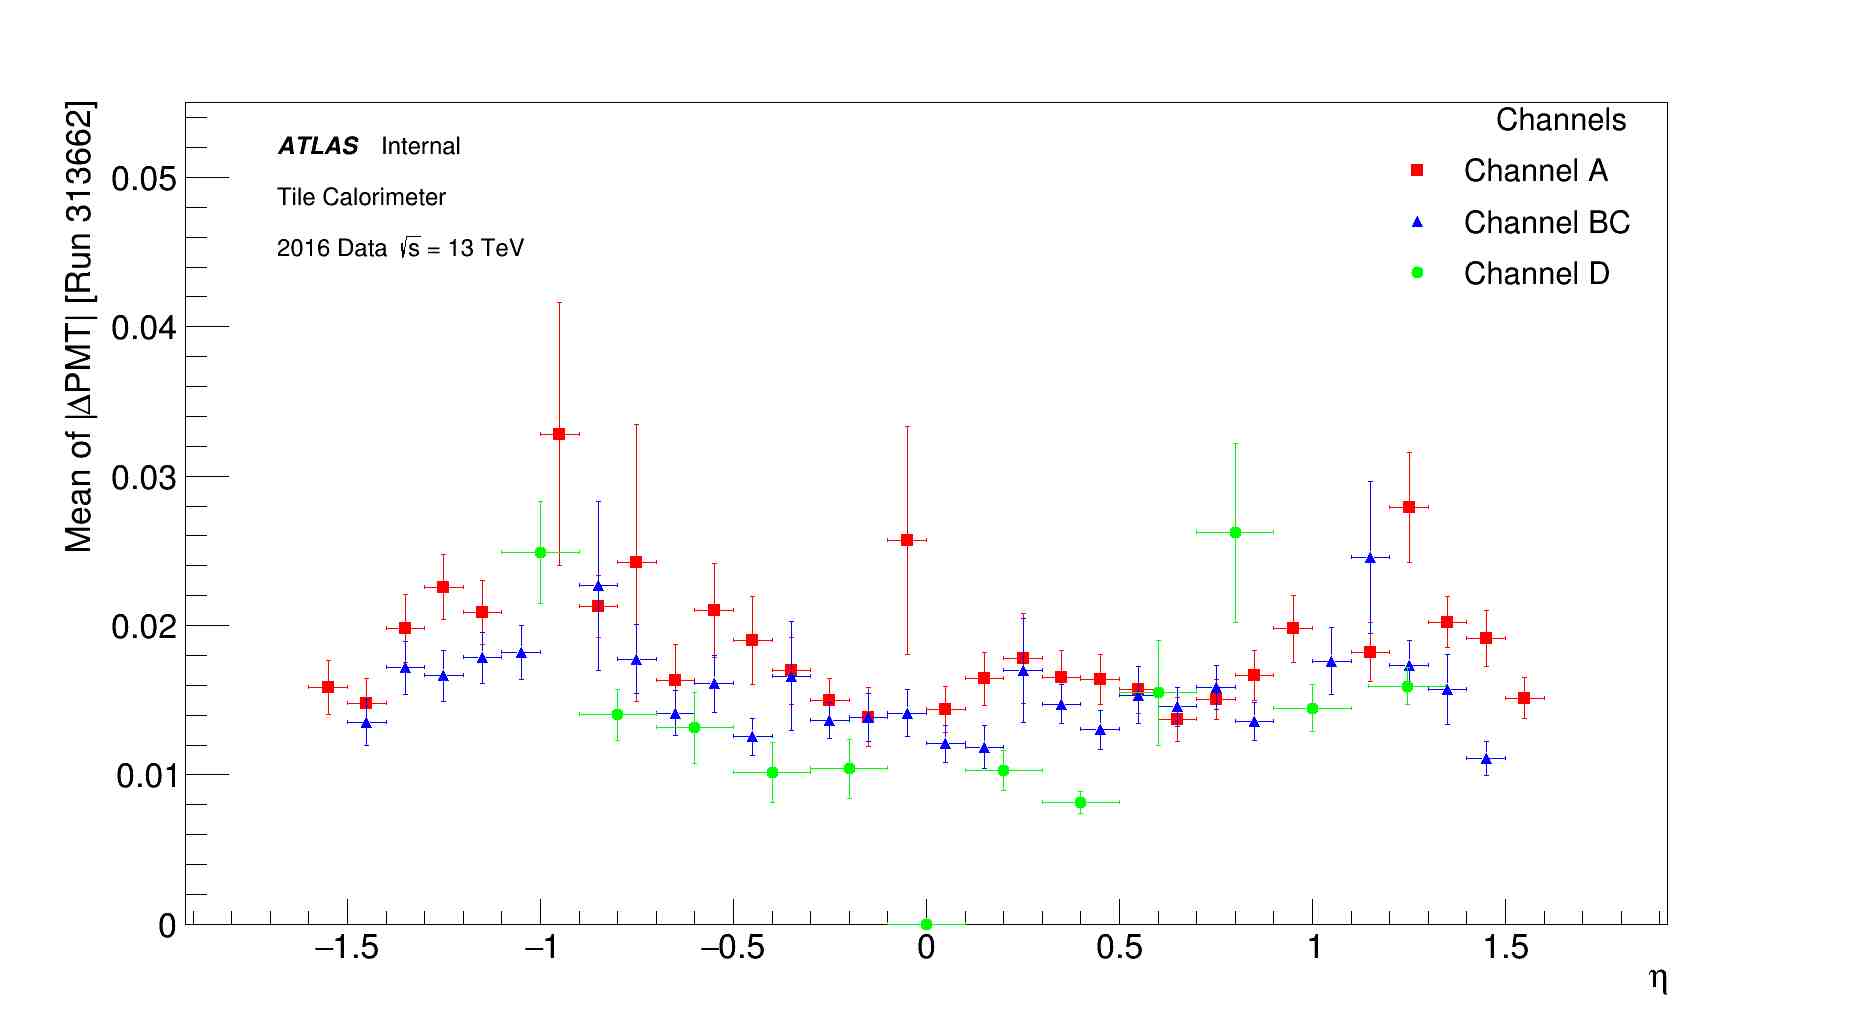 Mean of |ΔPMT| [Run 313662]
ATLAS Internal
Tile Calorimeter
2016 Data √s = 13 TeV
Channels
Channel A
Channel BC
Channel D
0.05
0.04
0.03
0.02
0.01
0
−1.5 −1 −0.5 0 0.5 1 1.5
η